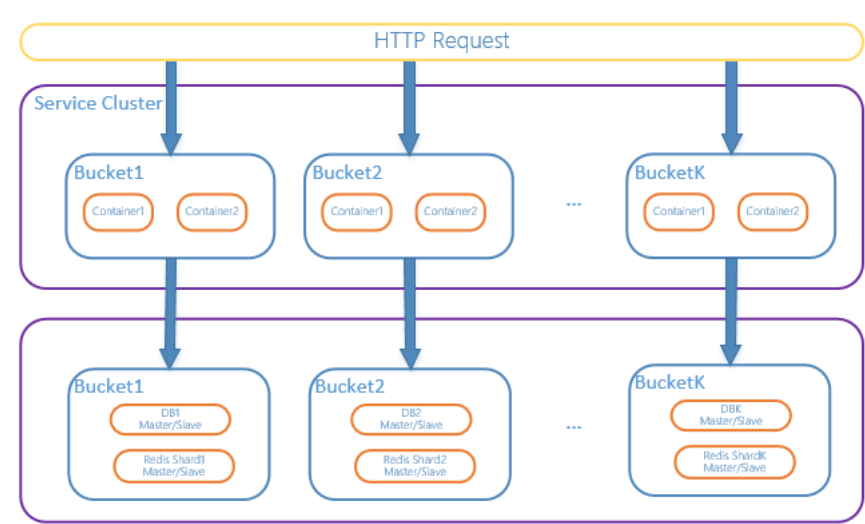 HTTP Request
Service Cluster
Bucket1
Container1
Container2
Bucket2
Container1
Container2
...
BucketK
Container1
Container2
Bucket1
DB1
Master/Slave
Redis Shard1
Master/Slave
Bucket2
DB2
Master/Slave
Redis Shard2
Master/Slave
...
BucketK
DBK
Master/Slave
Redis ShardK
Master/Slave